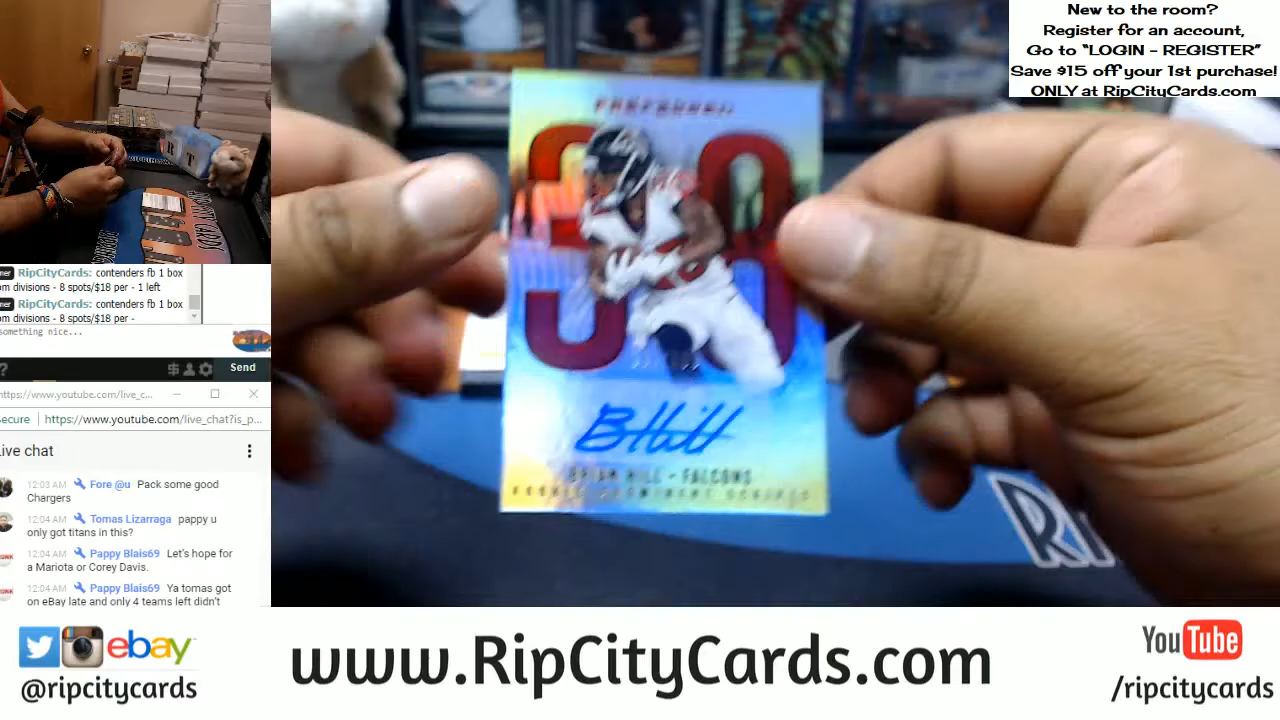 New to the room?
Register for an account,
Go to “LOGIN - REGISTER”
Save $15 off your 1st purchase!
ONLY at RipCityCards.com
PREFERRED
38
BHill
BRIAN HILL - FALCONS
RipCityCards: contenders fb 1 box
om divisions - 8 spots/$18 per - 1 left
RipCityCards: contenders fb 1 box
om divisions - 8 spots/$18 per -
something nice...
Send
https://www.youtube.com/live_c...
ecure
https://www.youtube.com/live_chat?is_p...
ive chat
12:03 AM Fore @u Pack some good
Chargers
12:04 AM Tomas Lizarraga pappy u
only got titans in this?
12:04 AM Pappy Blais69 Let's hope for
a Mariota or Corey Davis.
12:04 AM Pappy Blais69 Ya tomas got
on eBay late and only 4 teams left didn't
ebay
@ripcitycards
www.RipCityCards.com
YouTube
/ripcitycards